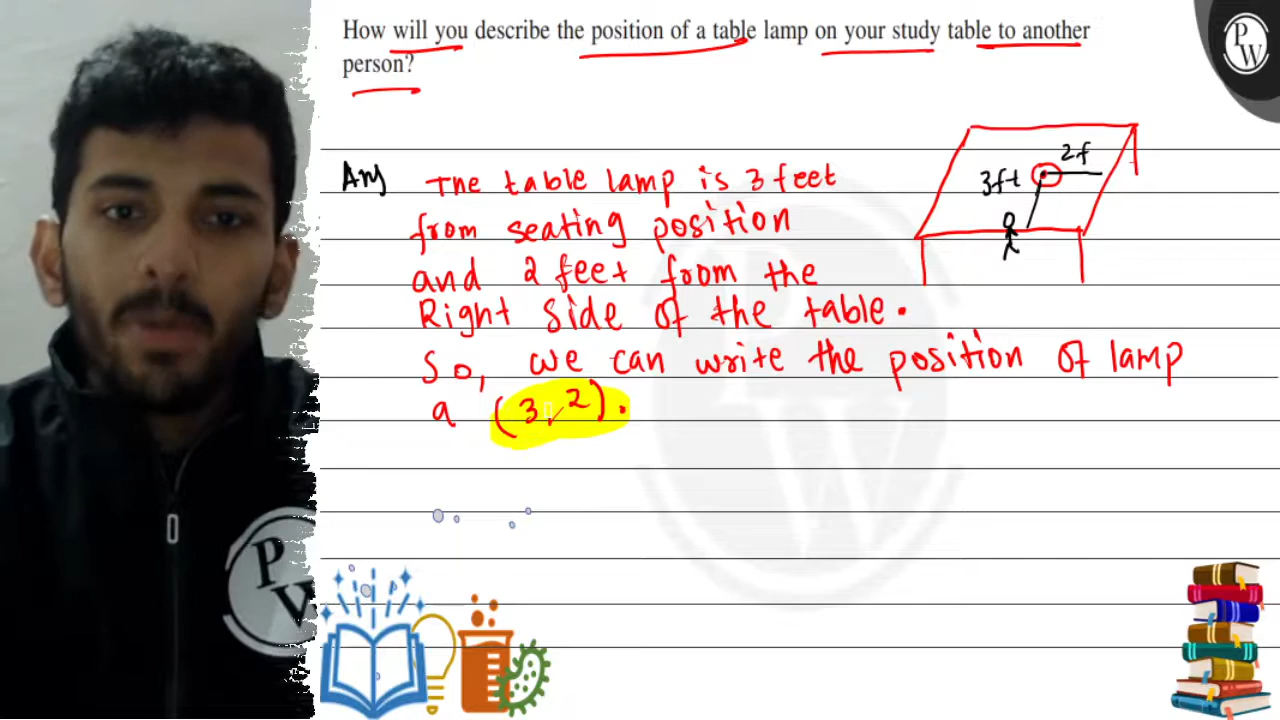 How will you describe the position of a table lamp on your study table to another
person?
P
W
Ans The table lamp is 3 feet
from seating position
and 2 feet from the
Right side of the table.
So, we can write the position of lamp
a (3, 2).
2f
3ft
P
W
P
W